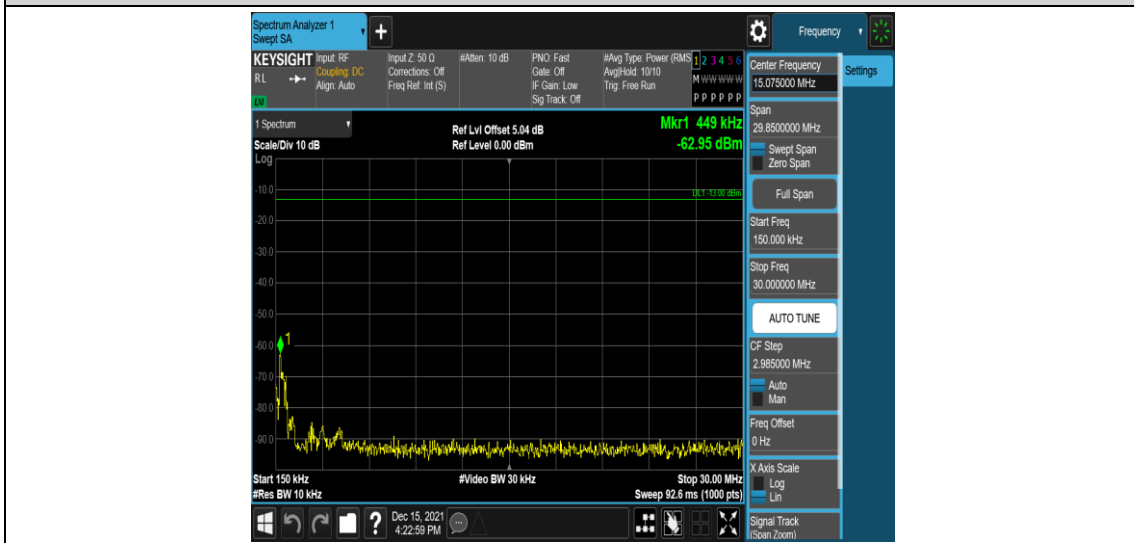 Spectrum Analyzer 1
Swept SA
+
Frequency
KEYSIGHT
RL
Input: RF
Coupling: DC
Align: Auto
Input Z: 50 Ω
Corrections: Off
Freq Ref: Int (S)
#Atten: 10 dB
PNO: Fast
Gate: Off
IF Gain: Low
Sig Track: Off
#Avg Type: Power (RMS
Avg|Hold: 10/10
Trig: Free Run
1 2 3 4 5 6
M W W W W W
P P P P P P
1 Spectrum
Scale/Div 10 dB
Log
Ref Lvl Offset 5.04 dB
Ref Level 0.00 dBm
Mkr1 449 kHz
-62.95 dBm
DL1 -13.00 dBm
-10.0
-20.0
-30.0
-40.0
-50.0
-60.0
-70.0
-80.0
-90.0
1
Start 150 kHz
#Res BW 10 kHz
#Video BW 30 kHz
Stop 30.00 MHz
Sweep 92.6 ms (1000 pts)
?
Dec 15, 2021
4:22:59 PM
Center Frequency
15.075000 MHz
Settings
Span
29.8500000 MHz
Swept Span
Zero Span
Full Span
Start Freq
150.000 kHz
Stop Freq
30.000000 MHz
AUTO TUNE
CF Step
2.985000 MHz
Auto
Man
Freq Offset
0 Hz
X Axis Scale
Log
Lin
Signal Track
(Span Zoom)